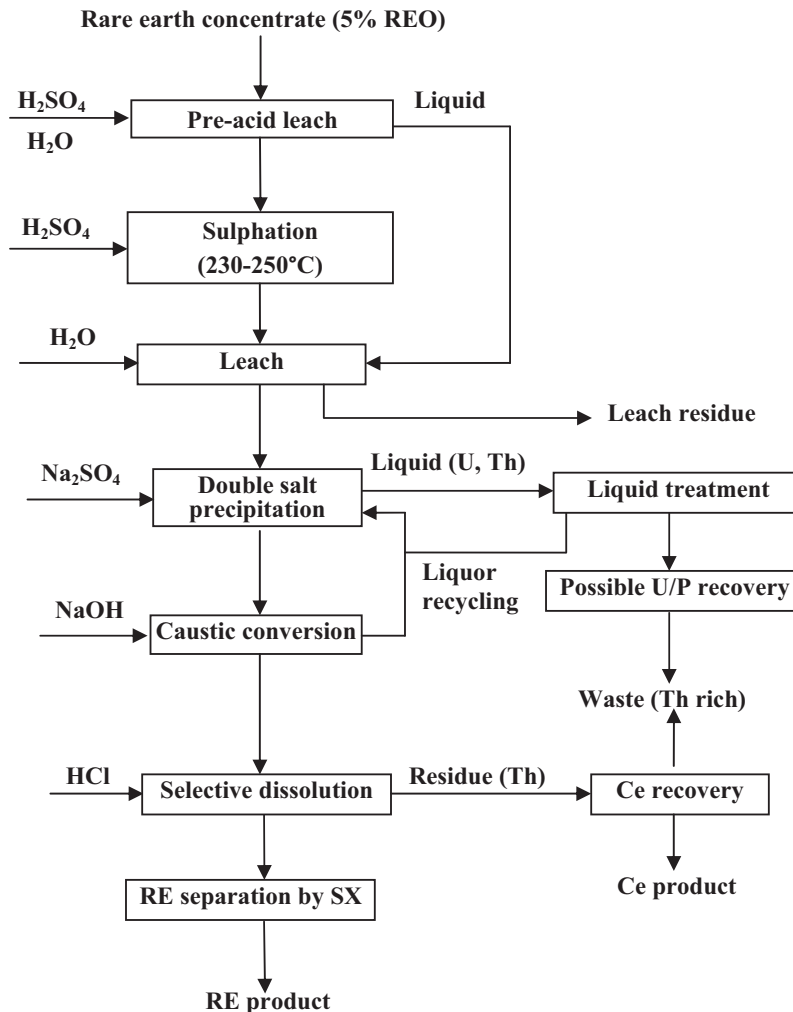 Rare earth concentrate (5% REO)
H₂SO₄
H₂O
Pre-acid leach
Liquid
H₂SO₄
Sulphation
(230-250°C)
H₂O
Leach
Leach residue
Na₂SO₄
Double salt
precipitation
Liquid (U, Th)
Liquid treatment
Liquor
recycling
Possible U/P recovery
NaOH
Caustic conversion
Waste (Th rich)
HCl
Selective dissolution
Residue (Th)
Ce recovery
RE separation by SX
Ce product
RE product